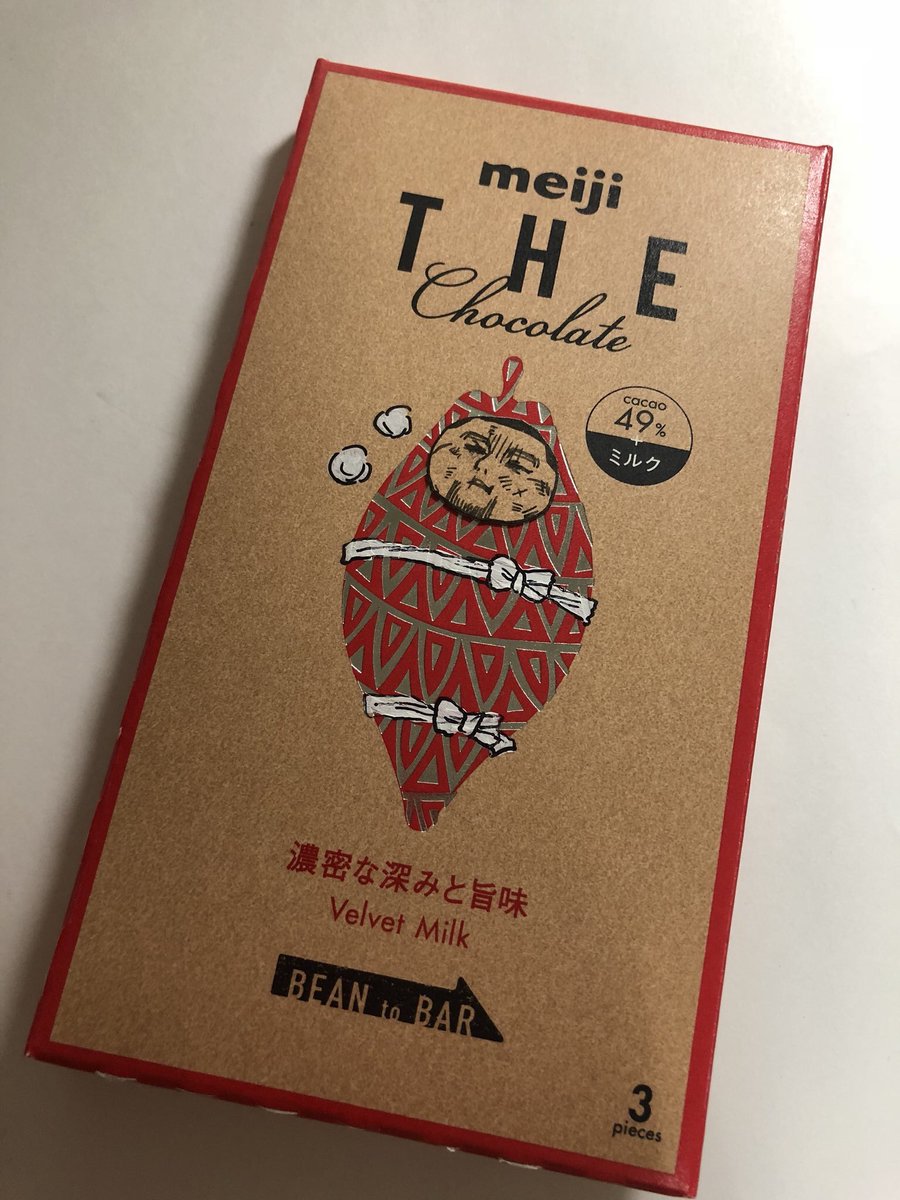 meiji
THE
Chocolate
cacao
49%
+
ミルク
濃密な深みと旨味
Velvet Milk
BEAN to BAR
3
pieces